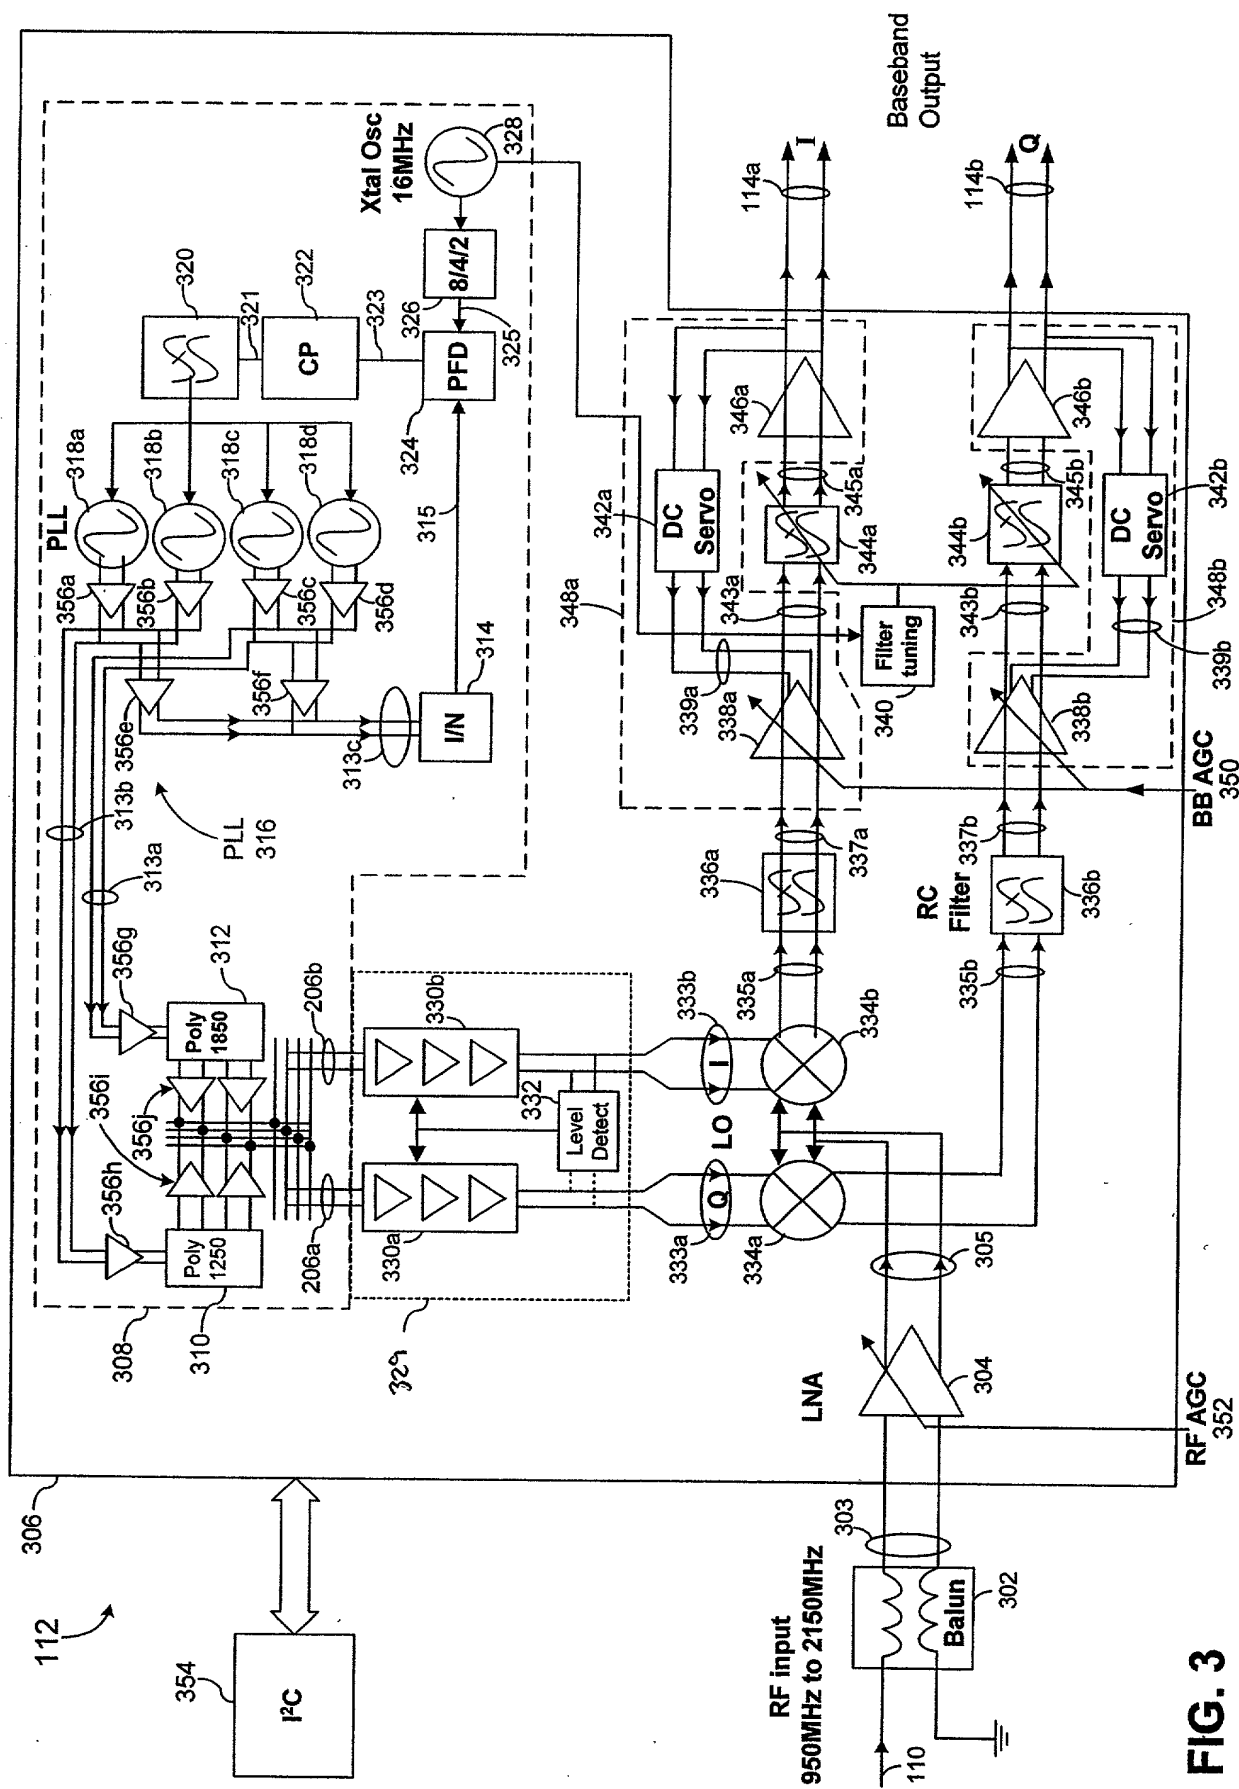 112
306
354
I²C
308
356h
356i
356j
356g
313b
313a
PLL
316
310
Poly
1250
Poly
1850
312
PLL
356a
356b
356c
356d
356e
356f
313c
318a
318b
318c
318d
320
321
CP
322
323
PFD
324
325
8/4/2
326
Xtal Osc
16MHz
328
315
I/N
314
206a
206b
330a
330b
332
Level
Detect
329
333a
Q
LO
333b
I
334a
334b
335a
335b
336a
RC
Filter
336b
337a
337b
348a
342a
DC
Servo
339a
338a
343a
344a
345a
346a
Filter
tuning
340
338b
343b
344b
345b
346b
DC
Servo
342b
339b
348b
114a
I
114b
Q
Baseband
Output
BB AGC
350
RF AGC
352
LNA
304
305
303
RF input
950MHz to 2150MHz
Balun
302
110
FIG. 3